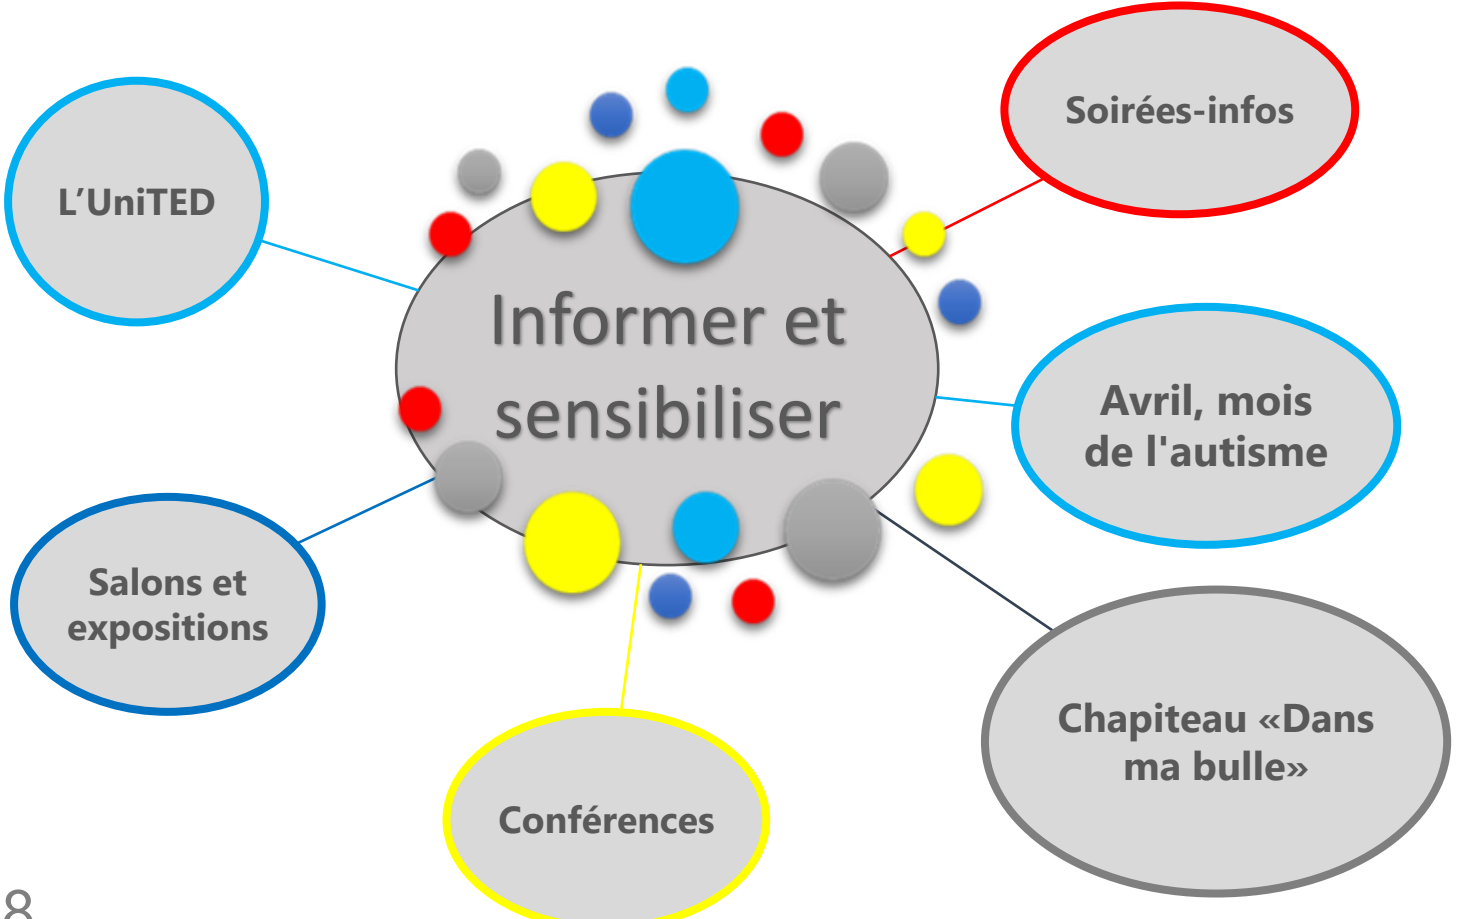 Soirées-infos
L’UniTED
Informer et
sensibiliser
Avril, mois
de l'autisme
Salons et
expositions
Chapiteau «Dans
ma bulle»
Conférences
8